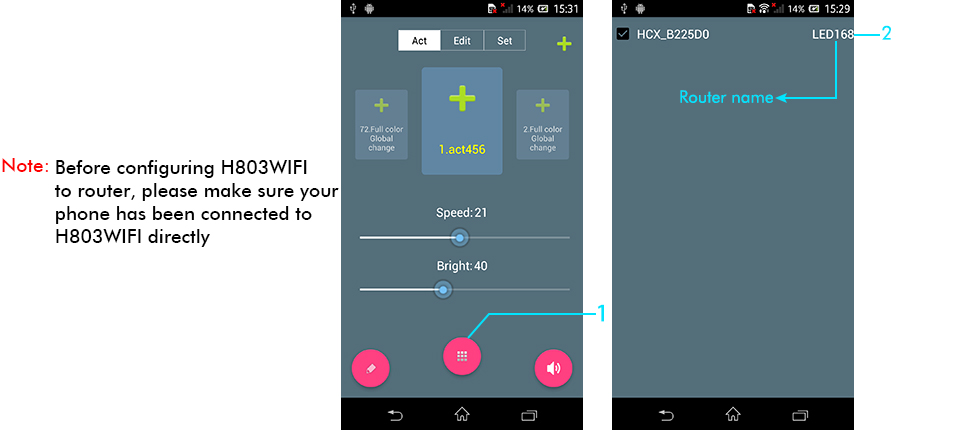 Note: Before configuring H803WIFI
to router, please make sure your
phone has been connected to
H803WIFI directly
14% 15:31
Act Edit Set
72.Full color
Global
change
1.act456
2.Full color
Global
change
Speed: 21
Bright: 40
1
14% 15:29
HCX_B225D0 LED168
2
Router name